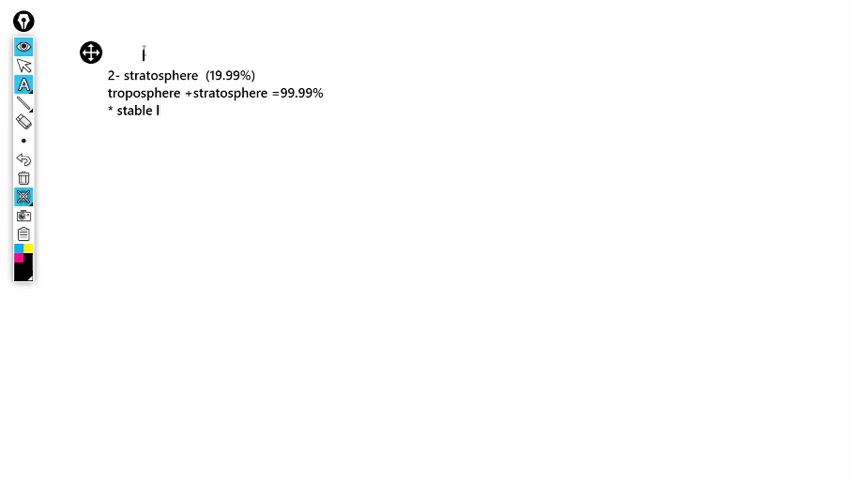 2- stratosphere  (19.99%)
troposphere +stratosphere =99.99%
* stable l